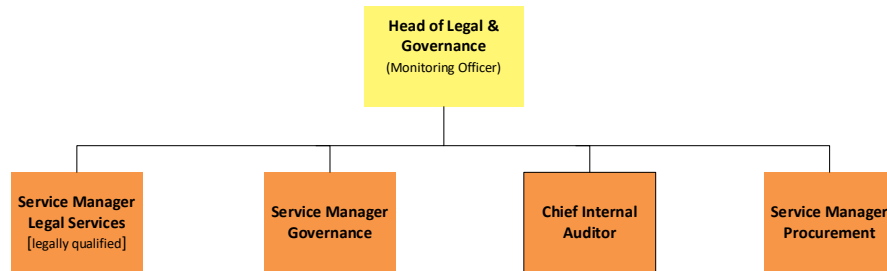 Head of Legal &
Governance
(Monitoring Officer)
Service Manager
Legal Services
[legally qualified]
Service Manager
Governance
Chief Internal
Auditor
Service Manager
Procurement